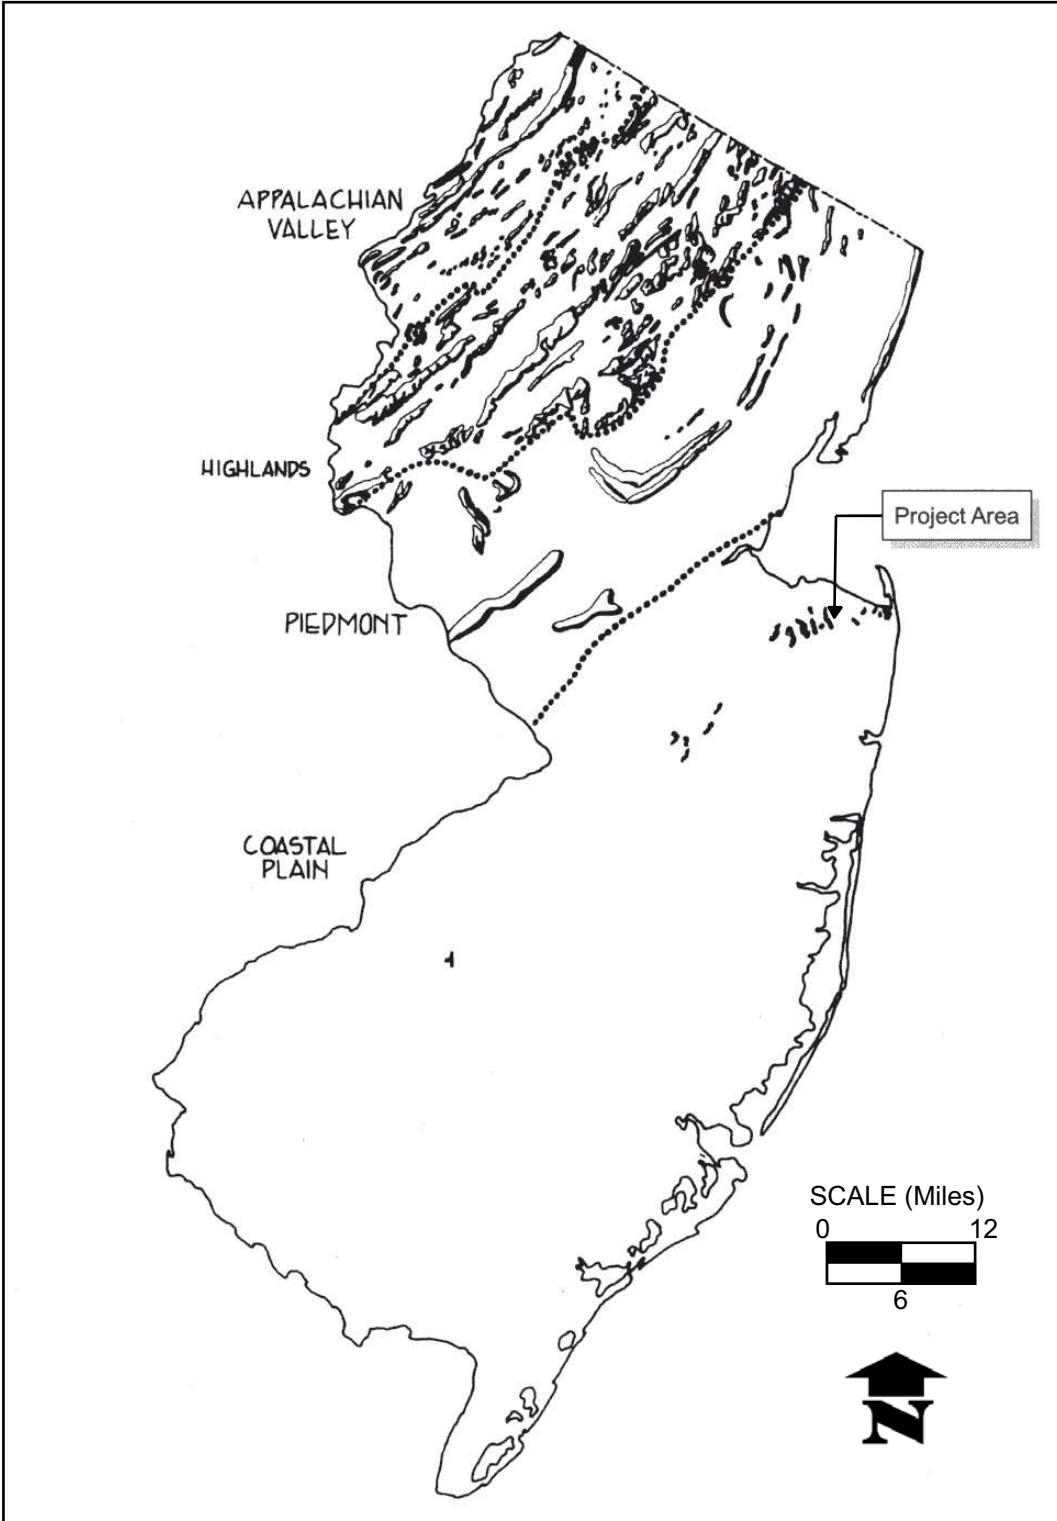 APPALACHIAN
VALLEY
HIGHLANDS
Project Area
PIEDMONT
COASTAL
PLAIN
SCALE (Miles)
0 12
6
N